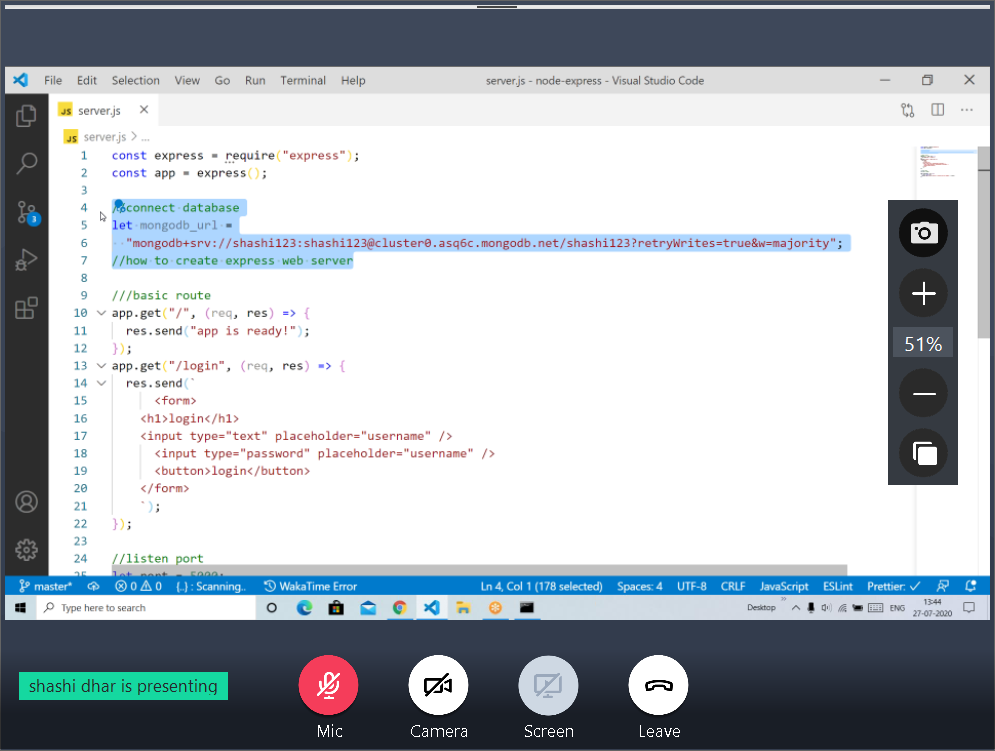 File Edit Selection View Go Run Terminal Help server.js - node-express - Visual Studio Code
JS server.js
JS server.js > ...
1 const express = require("express");
2 const app = express();
3
4 //connect database
5 let mongodb_url =
6 "mongodb+srv://shashi123:shashi123@cluster0.asq6c.mongodb.net/shashi123?retryWrites=true&w=majority";
7 //how to create express web server
8
9 ///basic route
10 app.get("/", (req, res) => {
11 res.send("app is ready!");
12 });
13 app.get("/login", (req, res) => {
14 res.send(`
15 <form>
16 <h1>login</h1>
17 <input type="text" placeholder="username" />
18 <input type="password" placeholder="username" />
19 <button>login</button>
20 </form>
21 `);
22 });
23
24 //listen port
25 let port = 5000;
3
51%
master* 0 0 {..} : Scanning.. WakaTime Error Ln 4, Col 1 (178 selected) Spaces: 4 UTF-8 CRLF JavaScript ESLint Prettier: ✓
Type here to search Desktop ENG 13:44
27-07-2020
shashi dhar is presenting
Mic Camera Screen Leave